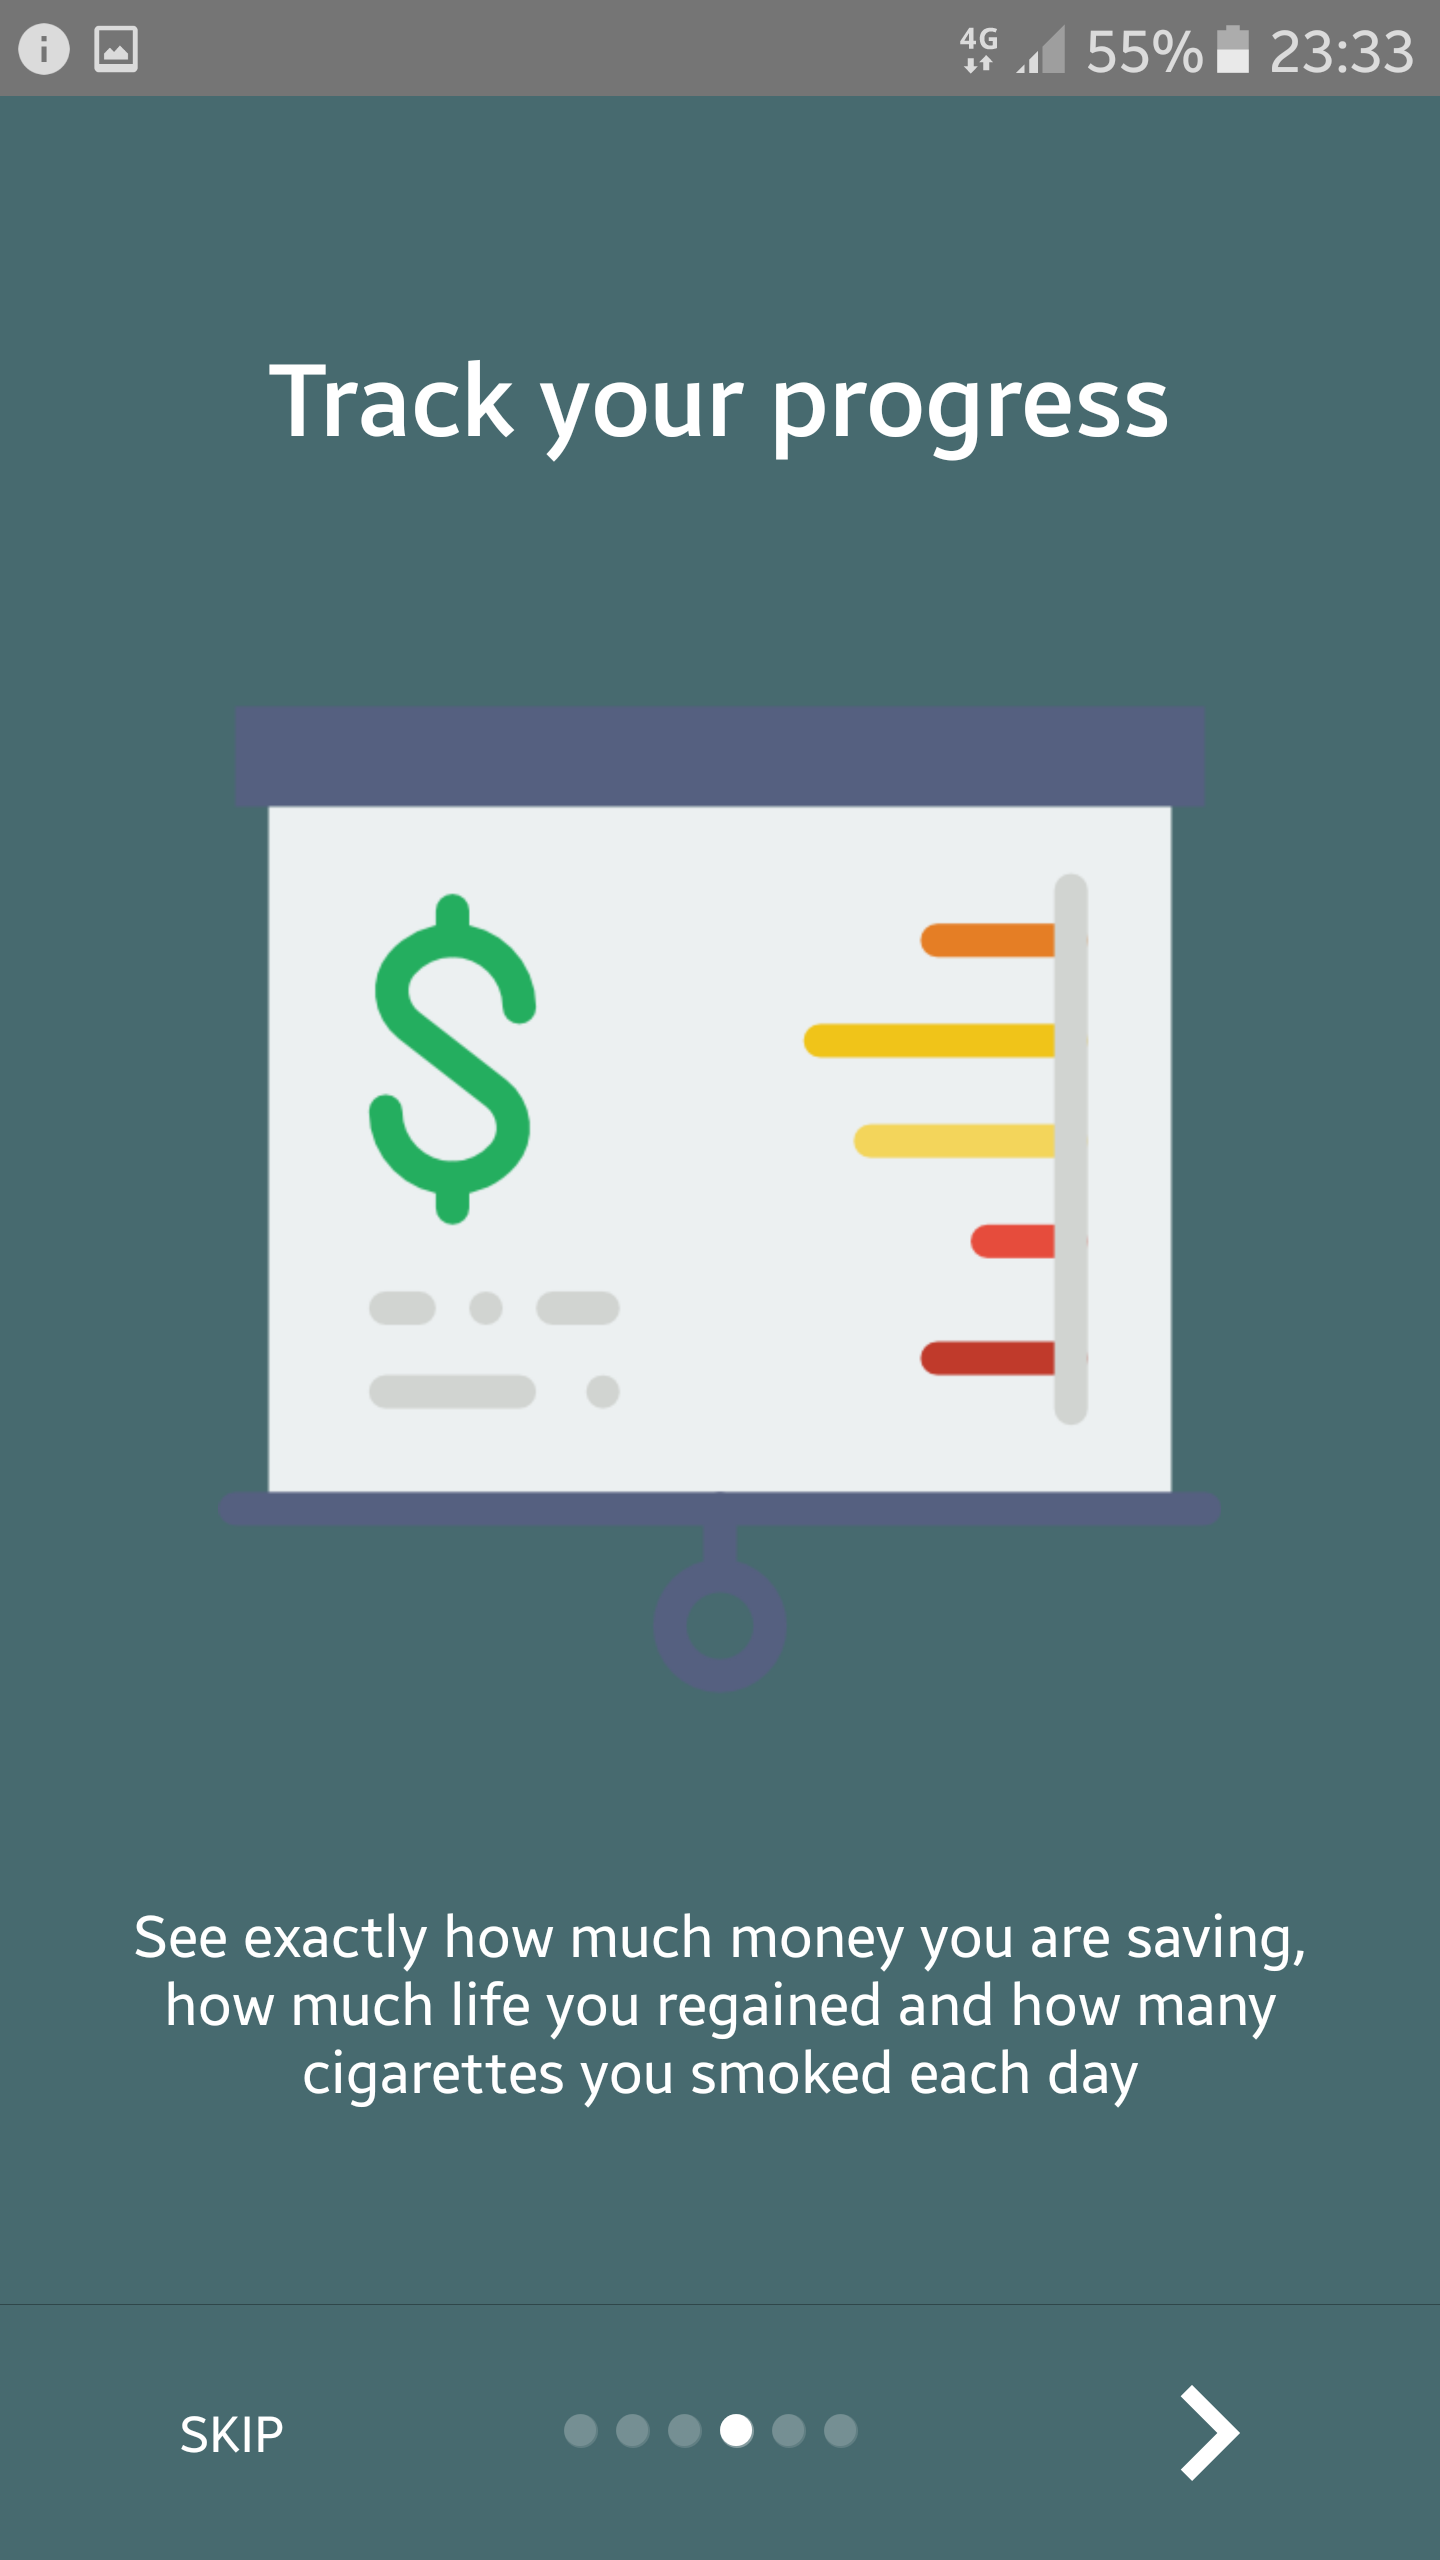 4G 55% 23:33
Track your progress
$
See exactly how much money you are saving,
how much life you regained and how many
cigarettes you smoked each day
SKIP